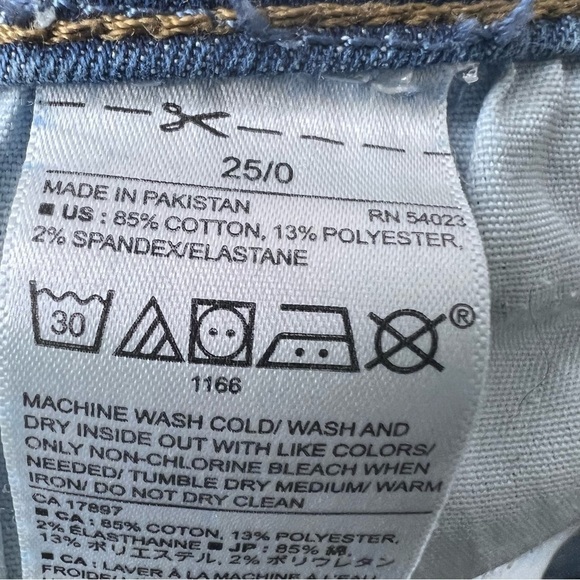 25/0
MADE IN PAKISTAN RN 54023
■ US : 85% COTTON, 13% POLYESTER,
2% SPANDEX/ELASTANE
30 ®
1166
MACHINE WASH COLD/ WASH AND
DRY INSIDE OUT WITH LIKE COLORS/
ONLY NON-CHLORINE BLEACH WHEN
NEEDED/ TUMBLE DRY MEDIUM/ WARM
IRON/ DO NOT DRY CLEAN
CA 17897
■ CA : 85% COTON, 13% POLYESTER,
2% ÉLASTHANNE ■ JP : 85% 綿,
13% ポリエステル, 2% ポリウレタン
■ CA : LAVER À LA MACHINE À L'EAU
FROIDE/